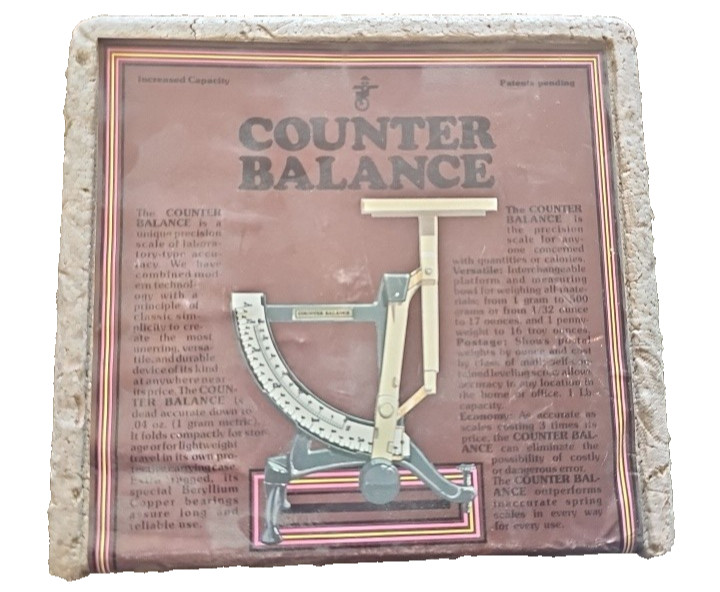 Increased Capacity
Patents pending
COUNTER
BALANCE
The COUNTER
BALANCE is a
unique precision
scale of labora-
tory-type accu-
racy. We have
combined mod-
ern technol-
ogy with a
principle of
classic sim-
plicity to cre-
ate the most
unerring, versa-
tile, and durable
device of its kind
at anywhere near
its price. The COUN-
TER BALANCE is
dead accurate down to
.04 oz. (1 gram metric).
It folds compactly for stor-
age or for lightweight
travel in its own pro-
tective carrying case.
Extra rugged, its
special Beryllium
Copper bearings
assure long and
reliable use.
COUNTER BALANCE
The COUNTER
BALANCE is
the precision
scale for any-
one concerned
with quantities or calories.
Versatile: Interchangeable
platform and measuring
bowl for weighing all mate-
rials; from 1 gram to 500
grams or from 1/32 ounce
to 17 ounces, and 1 penny-
weight to 16 troy ounces.
Postage: Shows postal
weights by ounce and cost
by class of mail;
leveling screw allows
accuracy in any location in
the home or office. 1 Lb.
capacity.
Economy: As accurate as
scales costing 3 times its
price, the COUNTER BAL-
ANCE can eliminate the
possibility of costly
or dangerous error.
The COUNTER BAL-
ANCE outperforms
inaccurate spring
scales in every way
for every use.